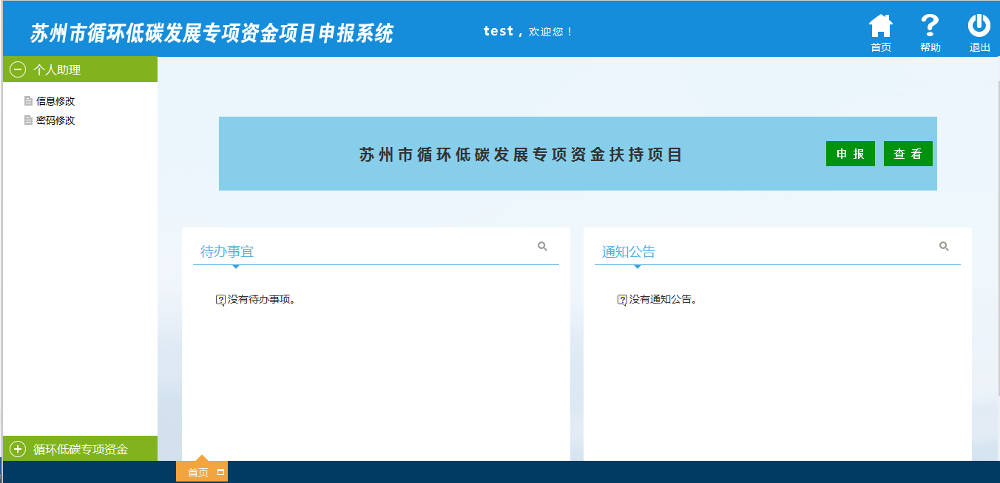 苏州市循环低碳发展专项资金项目申报系统
test，欢迎您！
首页
帮助
退出
个人助理
信息修改
密码修改
苏州市循环低碳发展专项资金扶持项目
申报
查看
待办事宜
没有待办事项。
通知公告
没有通知公告。
循环低碳专项资金
首页